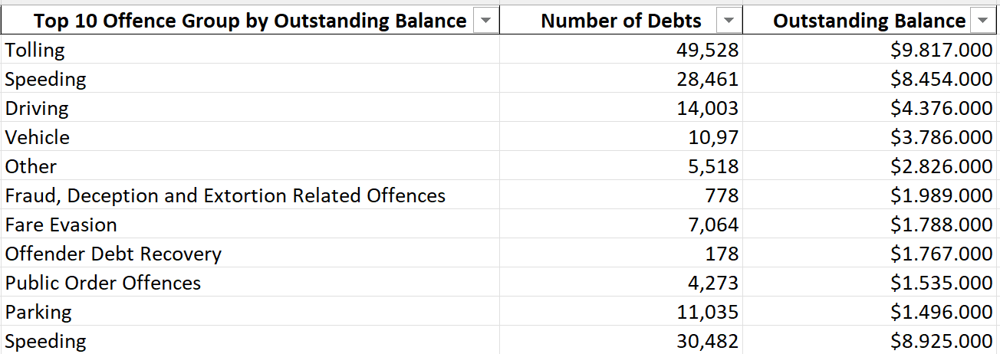 Top 10 Offence Group by Outstanding Balance Number of Debts Outstanding Balance
Tolling 49,528 $9.817.000
Speeding 28,461 $8.454.000
Driving 14,003 $4.376.000
Vehicle 10,97 $3.786.000
Other 5,518 $2.826.000
Fraud, Deception and Extortion Related Offences 778 $1.989.000
Fare Evasion 7,064 $1.788.000
Offender Debt Recovery 178 $1.767.000
Public Order Offences 4,273 $1.535.000
Parking 11,035 $1.496.000
Speeding 30,482 $8.925.000